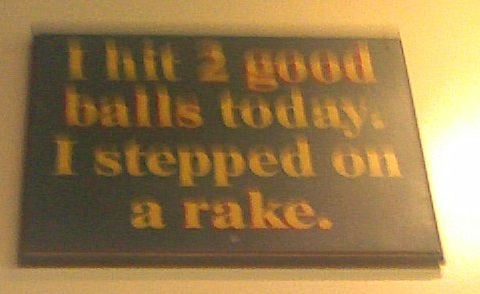 I hit 2 good
balls today.
I stepped on
a rake.